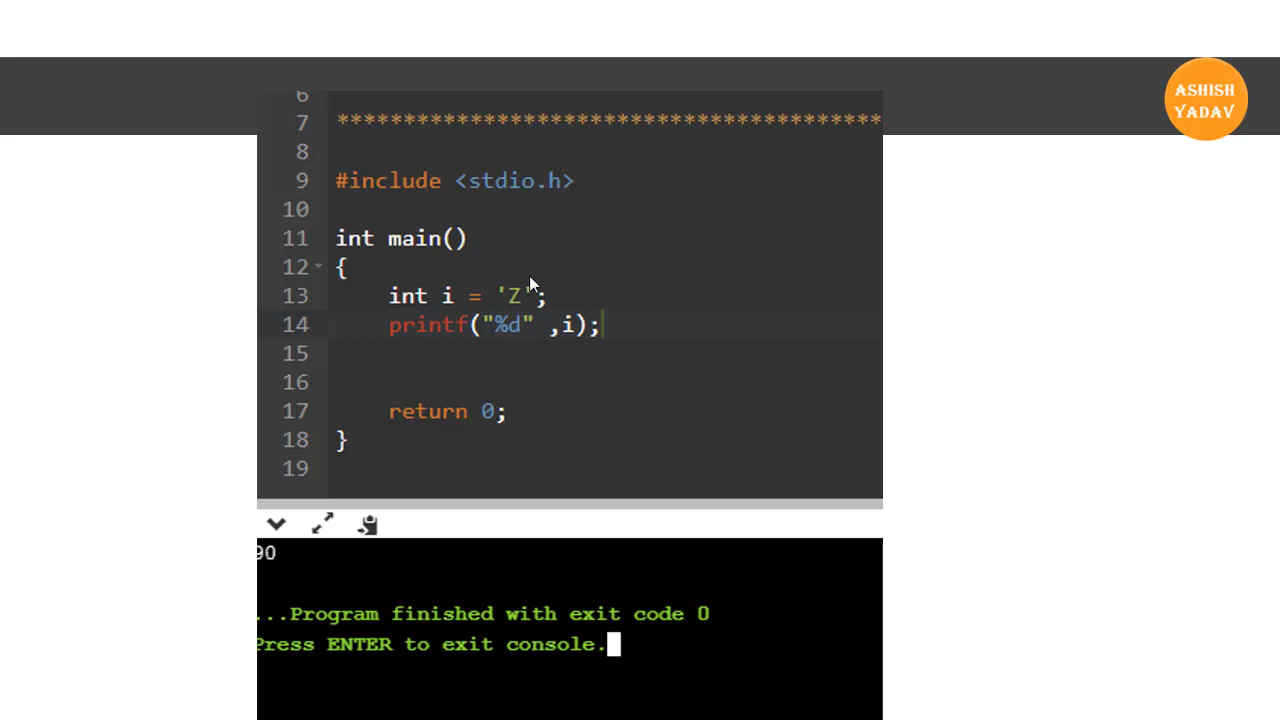 ASHISH
YADAV
6
7 *****************************************
8
9 #include <stdio.h>
10
11 int main()
12 {
13 int i = 'Z';
14 printf("%d" ,i);
15
16
17 return 0;
18 }
19
90
...Program finished with exit code 0
Press ENTER to exit console.